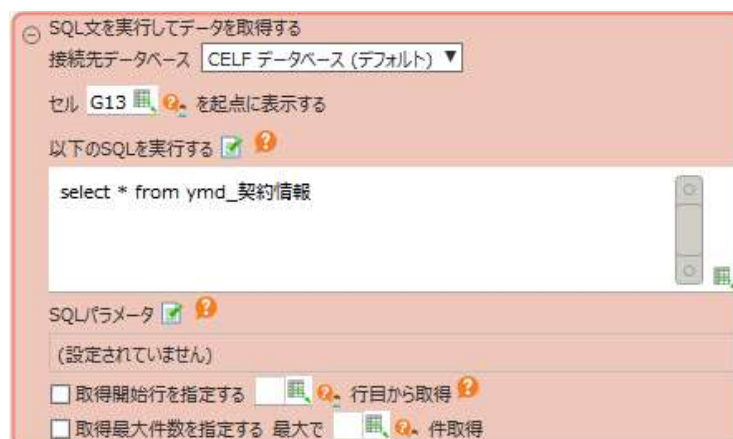 SQL文を実行してデータを取得する
接続先データベース CELF データベース (デフォルト) ▼
セル G13 を起点に表示する
以下のSQLを実行する
select * from ymd_契約情報
SQLパラメータ
(設定されていません)
取得開始行を指定する 行目から取得
取得最大件数を指定する 最大で 件取得